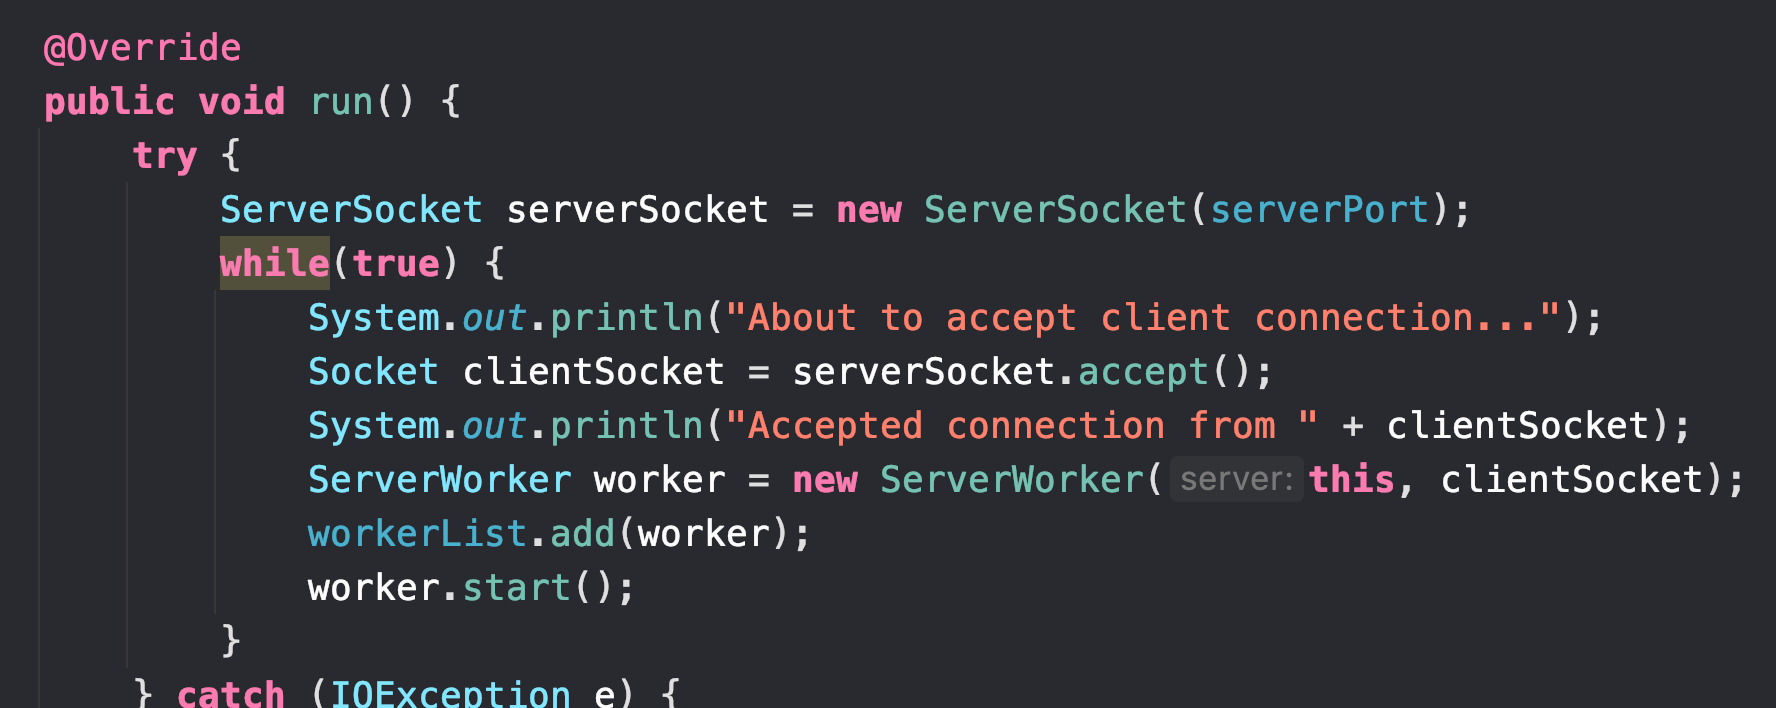 @Override
public void run() {
try {
ServerSocket serverSocket = new ServerSocket(serverPort);
while(true) {
System.out.println("About to accept client connection...");
Socket clientSocket = serverSocket.accept();
System.out.println("Accepted connection from " + clientSocket);
ServerWorker worker = new ServerWorker( server: this, clientSocket);
workerList.add(worker);
worker.start();
}
} catch (IOException e) {